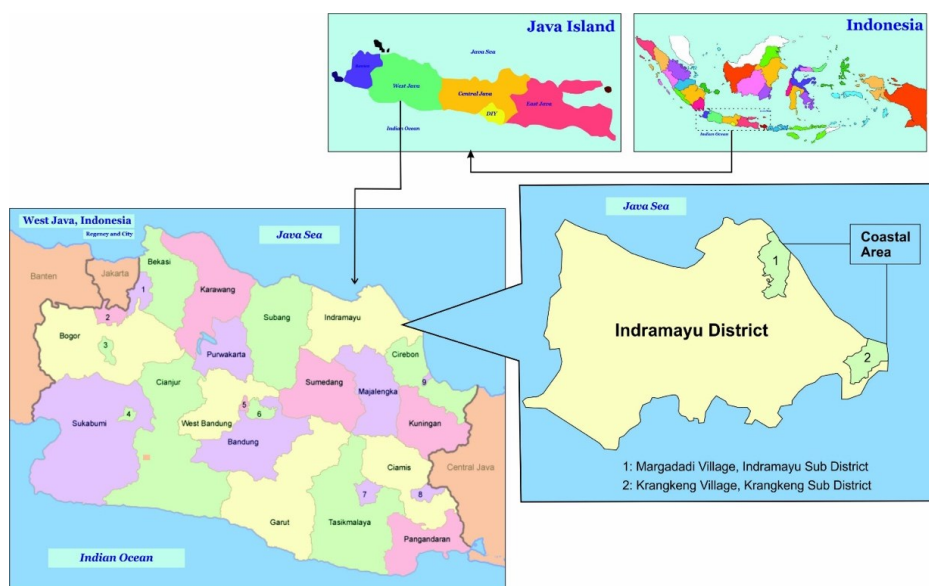 Java Island
Java Sea
Banten
West Java
Central Java
DIY
East Java
Indian Ocean
Indonesia
Indian Ocean
West Java, Indonesia
Regency and City
Java Sea
Banten
Jakarta
Bekasi
1
Karawang
2
Bogor
3
Subang
Indramayu
Purwakarta
Cianjur
Cirebon
9
Sumedang
Majalengka
Sukabumi
4
5
6
West Bandung
Bandung
Kuningan
Ciamis
Central Java
7
8
Garut
Tasikmalaya
Pangandaran
Indian Ocean
Java Sea
Coastal
Area
1
Indramayu District
2
1: Margadadi Village, Indramayu Sub District
2: Krangkeng Village, Krangkeng Sub District